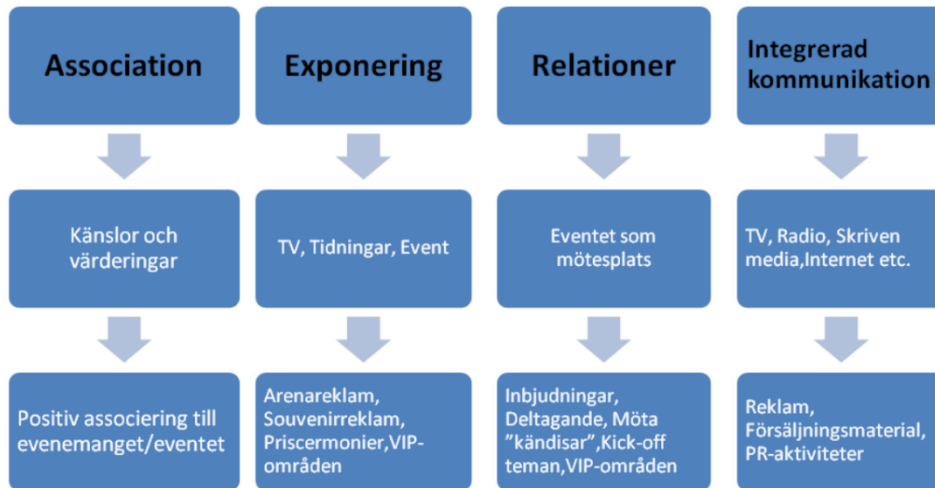 Association
Exponering
Relationer
Integrerad
kommunikation
Känslor och
värderingar
TV, Tidningar, Event
Eventet som
mötesplats
TV, Radio, Skriven
media,Internet etc.
Positiv associering till
evenemanget/eventet
Arenareklam,
Souvenirreklam,
Priscermonier,VIP-
områden
Inbjudningar,
Deltagande, Möta
”kändisar”,Kick-off
teman,VIP-områden
Reklam,
Försäljningsmaterial,
PR-aktiviteter